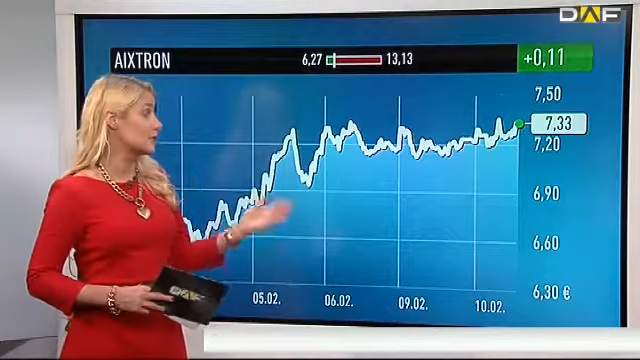 DAF
AIXTRON 6,27 13,13 +0,11
7,50
7,33
7,20
6,90
6,60
6,30 €
05.02. 06.02. 09.02. 10.02.
DAF